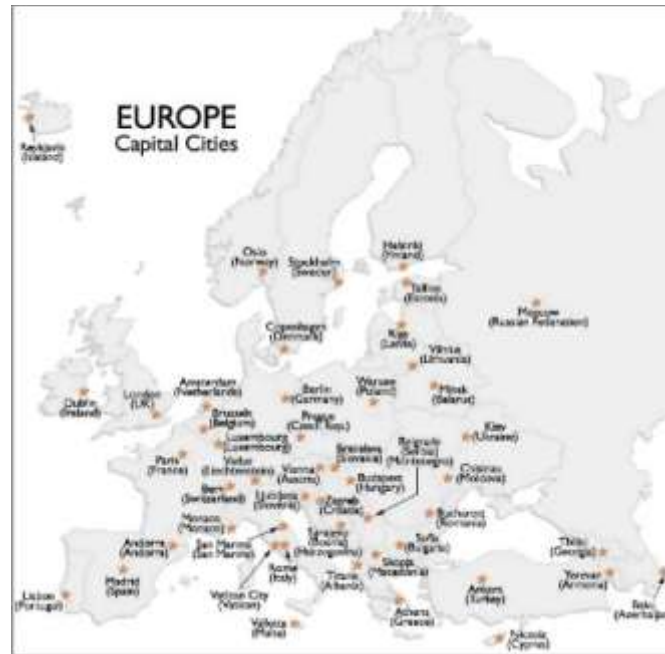 EUROPE
Capital Cities
Reykjavik
(Iceland)
Oslo
(Norway)
Stockholm
(Sweden)
Helsinki
(Finland)
Tallinn
(Estonia)
Moscow
(Russian Federation)
Copenhagen
(Denmark)
Riga
(Latvia)
Vilnius
(Lithuania)
Minsk
(Belarus)
Dublin
(Ireland)
London
(UK)
Amsterdam
(Netherlands)
Berlin
(Germany)
Warsaw
(Poland)
Brussels
(Belgium)
Prague
(Czech Rep.)
Kiev
(Ukraine)
Luxembourg
(Luxembourg)
Belgrade
(Serbia/
Montenegro)
Paris
(France)
Vaduz
(Liechtenstein)
Vienna
(Austria)
Bratislava
(Slovakia)
Budapest
(Hungary)
Chisinau
(Moldova)
Bern
(Switzerland)
Ljubljana
(Slovenia)
Zagreb
(Croatia)
Bucharest
(Romania)
Monaco
(Monaco)
San Marino
(San Marino)
Sarajevo
(Bosnia/
Herzogovina)
Sofia
(Bulgaria)
Andorra
(Andorra)
Rome
(Italy)
Skopje
(Macedonia)
Tbilisi
(Georgia)
Madrid
(Spain)
Vatican City
(Vatican)
Tirana
(Albania)
Ankara
(Turkey)
Yerevan
(Armenia)
Lisbon
(Portugal)
Valletta
(Malta)
Athens
(Greece)
Baku
(Azerbaijan
Nicosia
(Cyprus)